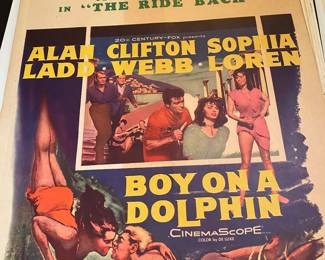 IN "THE RIDE BACK"
20th CENTURY-FOX presents
ALAN CLIFTON SOPHIA
LADD WEBB LOREN
BOY ON A
DOLPHIN
CINEMASCOPE
COLOR by DE LUXE